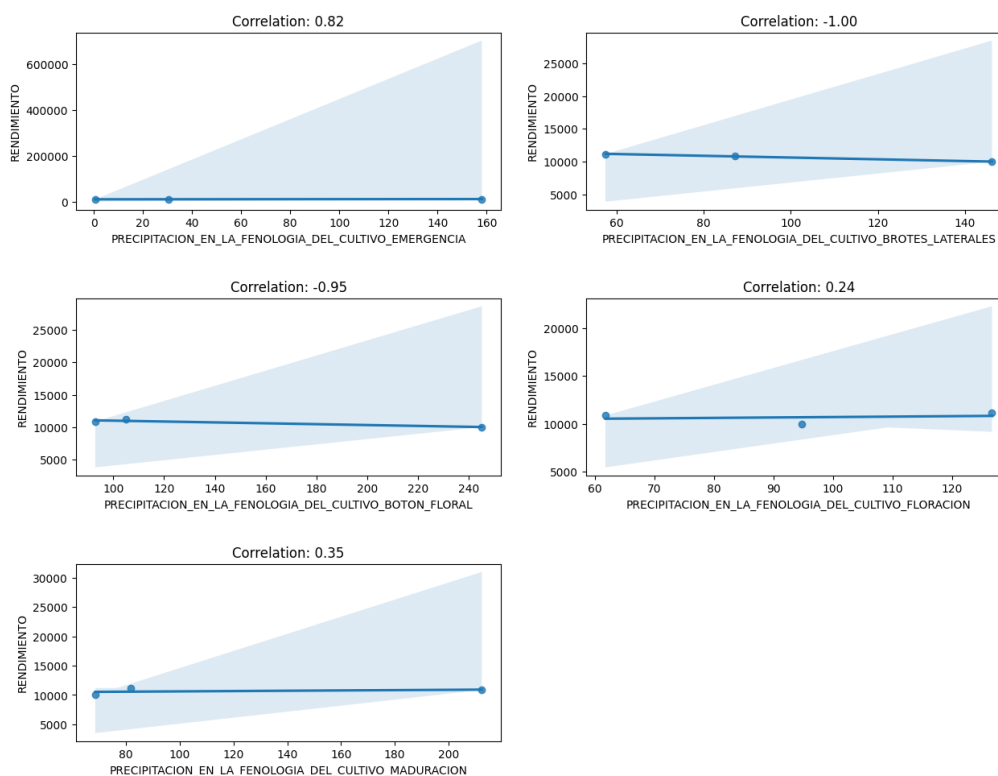 Correlation: 0.82
RENDIMIENTO
600000
400000
200000
0
0 20 40 60 80 100 120 140 160
PRECIPITACION_EN_LA_FENOLOGIA_DEL_CULTIVO_EMERGENCIA
Correlation: -1.00
RENDIMIENTO
25000
20000
15000
10000
5000
60 80 100 120 140
PRECIPITACION_EN_LA_FENOLOGIA_DEL_CULTIVO_BROTES_LATERALES
Correlation: -0.95
RENDIMIENTO
25000
20000
15000
10000
5000
100 120 140 160 180 200 220 240
PRECIPITACION_EN_LA_FENOLOGIA_DEL_CULTIVO_BOTON_FLORAL
Correlation: 0.24
RENDIMIENTO
20000
15000
10000
5000
60 70 80 90 100 110 120
PRECIPITACION_EN_LA_FENOLOGIA_DEL_CULTIVO_FLORACION
Correlation: 0.35
RENDIMIENTO
30000
25000
20000
15000
10000
5000
80 100 120 140 160 180 200
PRECIPITACION_EN_LA_FENOLOGIA_DEL_CULTIVO_MADURACION